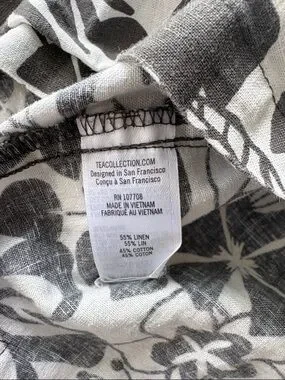 TEACOLLECTION.COM
Designed in San Francisco
Conçu à San Francisco
RN 107708
MADE IN VIETNAM
FABRIQUÉ AU VIETNAM
55% LINEN
55% LIN
45% COTTON
45% COTON